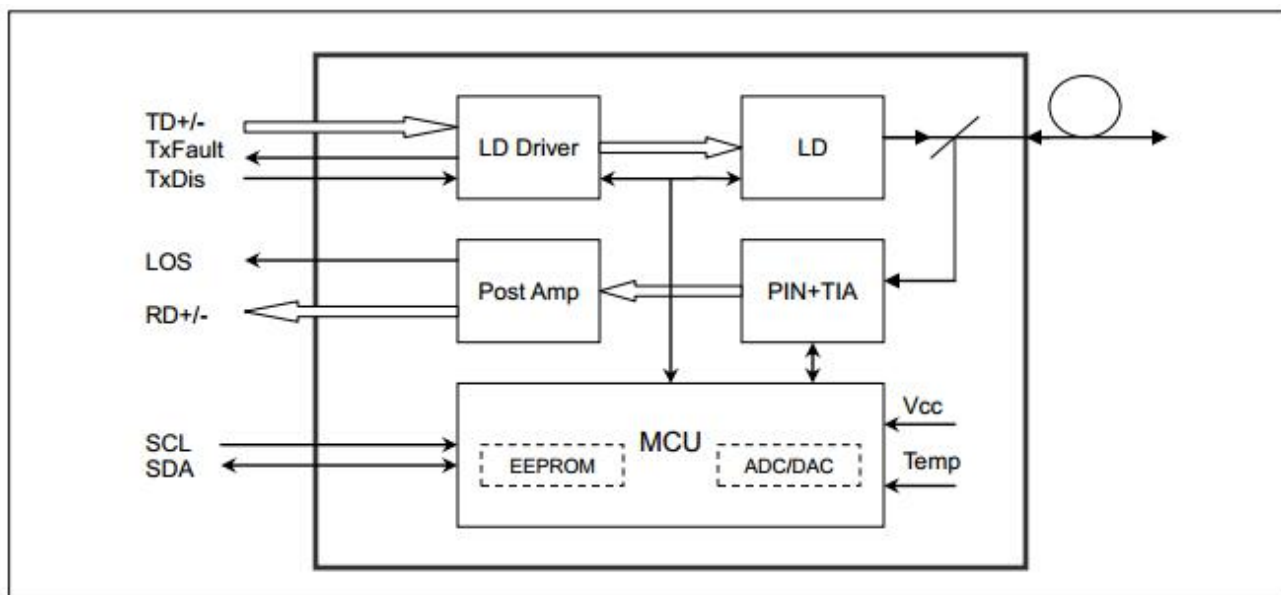 TD+/-
TxFault
TxDis
LD Driver
LD
LOS
RD+/-
Post Amp
PIN+TIA
SCL
SDA
MCU
EEPROM
ADC/DAC
Vcc
Temp